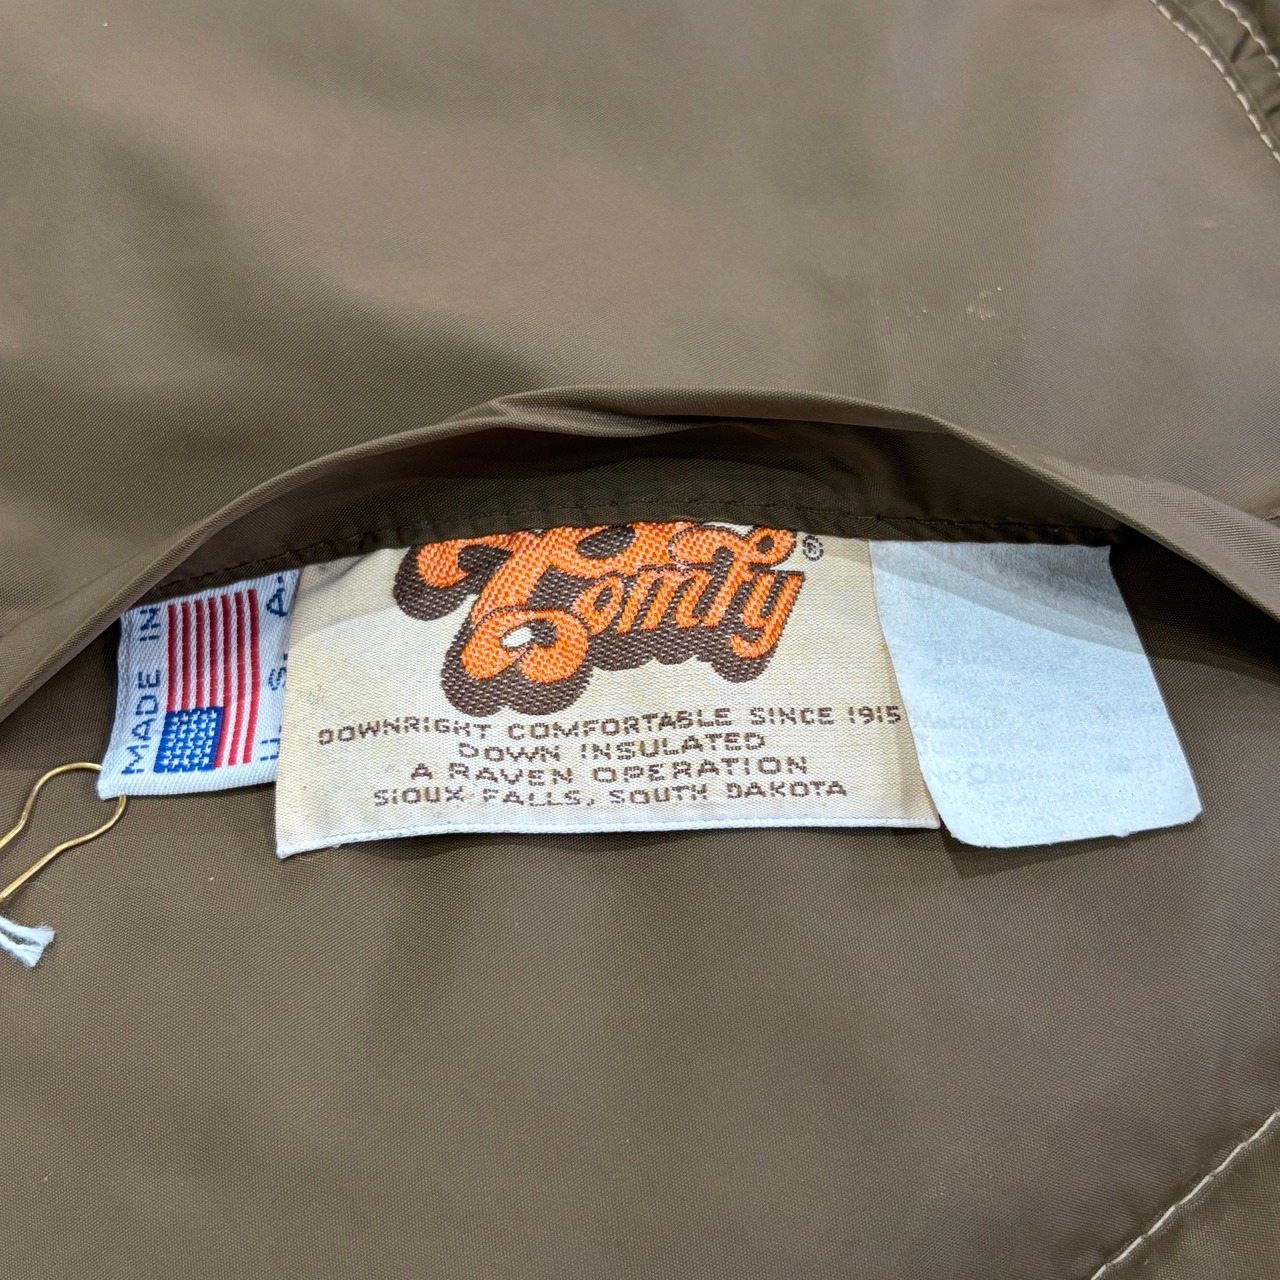 MADE IN
U.S.A.
Comfy®
DOWNRIGHT COMFORTABLE SINCE 1915
DOWN INSULATED
A RAVEN OPERATION
SIOUX FALLS, SOUTH DAKOTA